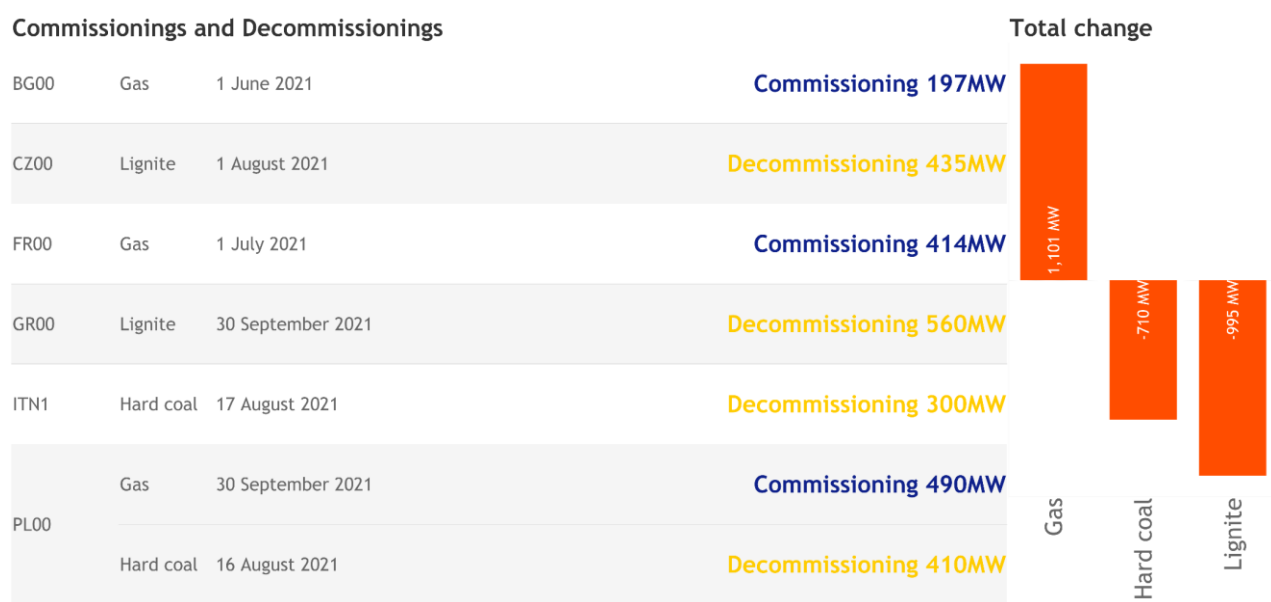 Commissionings and Decommissionings
Total change
BG00 Gas 1 June 2021 Commissioning 197MW
CZ00 Lignite 1 August 2021 Decommissioning 435MW
FR00 Gas 1 July 2021 Commissioning 414MW
GR00 Lignite 30 September 2021 Decommissioning 560MW
ITN1 Hard coal 17 August 2021 Decommissioning 300MW
PL00
Gas 30 September 2021 Commissioning 490MW
Hard coal 16 August 2021 Decommissioning 410MW
1,101 MW
-710 MW
-995 MW
Gas
Hard coal
Lignite